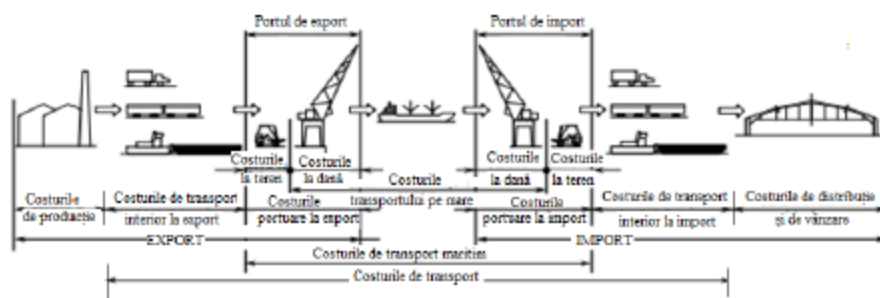 Portul de export
Portul de import
Costurile
la teren
Costurile
la dană
Costurile
la dană
Costurile
la teren
Costurile
transportului pe mare
Costurile
de producție
Costurile de transport
interior la export
Costurile
portuare la export
Costurile
portuare la import
Costurile de transport
interior la import
Costurile de distribuție
și de vânzare
EXPORT
IMPORT
Costurile de transport maritim
Costurile de transport